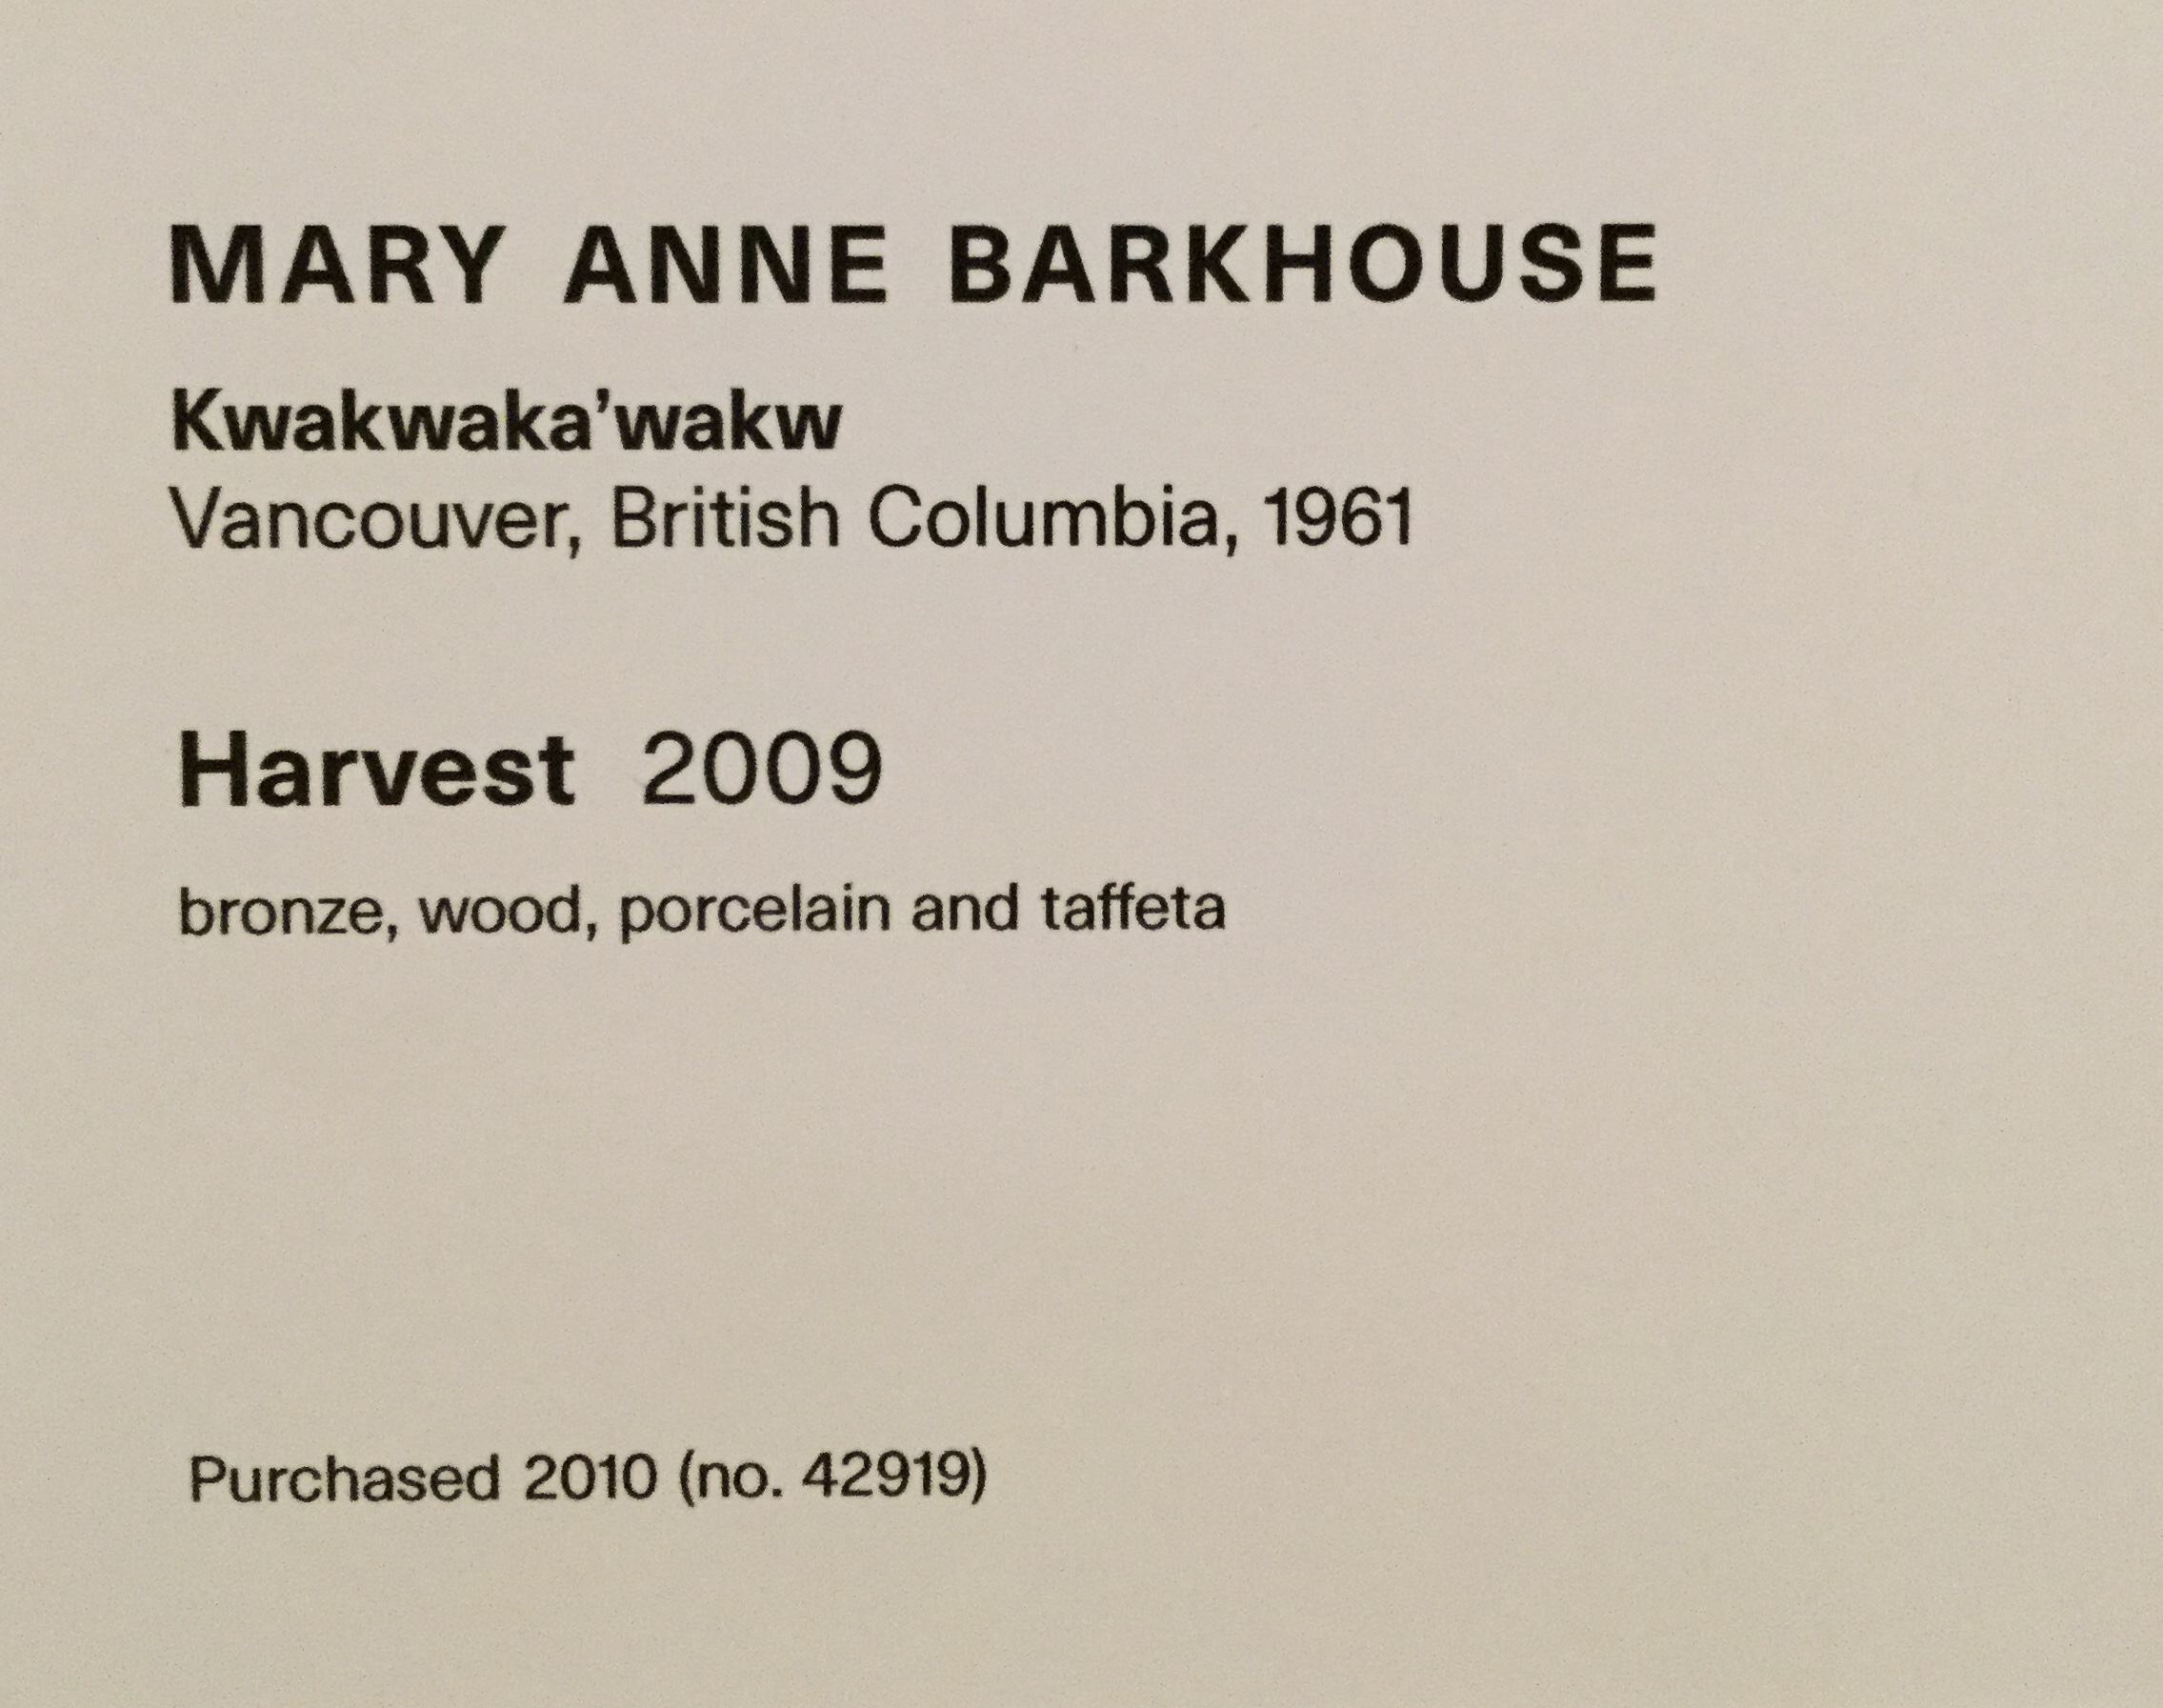 MARY ANNE BARKHOUSE
Kwakwaka’wakw
Vancouver, British Columbia, 1961
Harvest 2009
bronze, wood, porcelain and taffeta
Purchased 2010 (no. 42919)